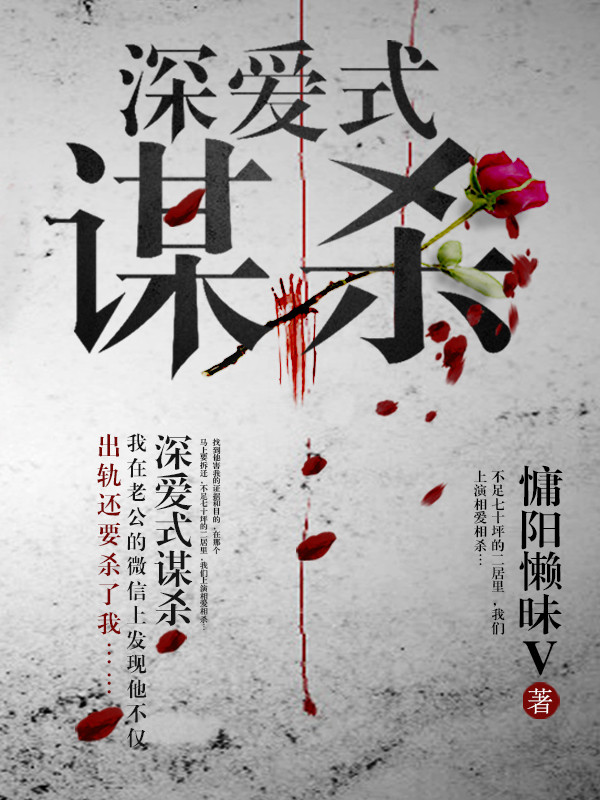 深爱式
谋杀
慵阳懒昧V
著
不足七十坪的二居里,我们
上演相爱相杀…
找到他害我的证据和目的,在那个
马上要拆迁,不足七十坪的二居里,我们上演相爱相杀…
深爱式谋杀
我在老公的微信上发现他不仅
出轨还要杀了我……